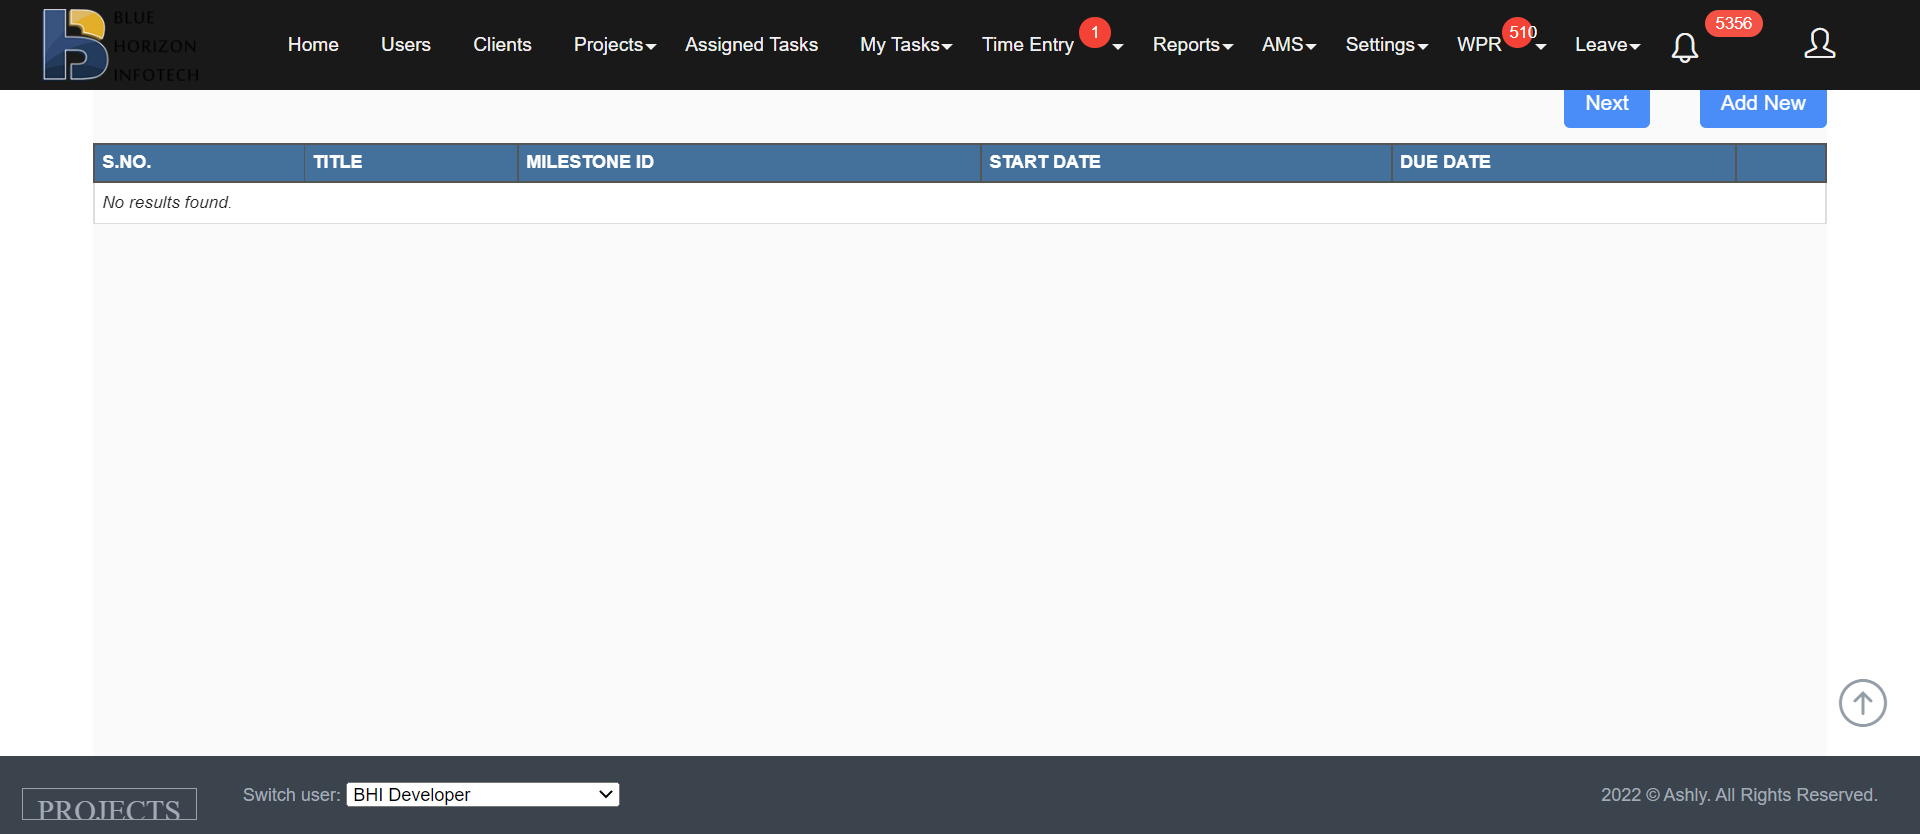 BLUE
HORIZON
INFOTECH
Home Users Clients Projects Assigned Tasks My Tasks Time Entry 1 Reports AMS Settings WPR 510 Leave 5356
Next Add New
S.NO. TITLE MILESTONE ID START DATE DUE DATE
No results found.
PROJECTS Switch user: BHI Developer 2022 © Ashly. All Rights Reserved.